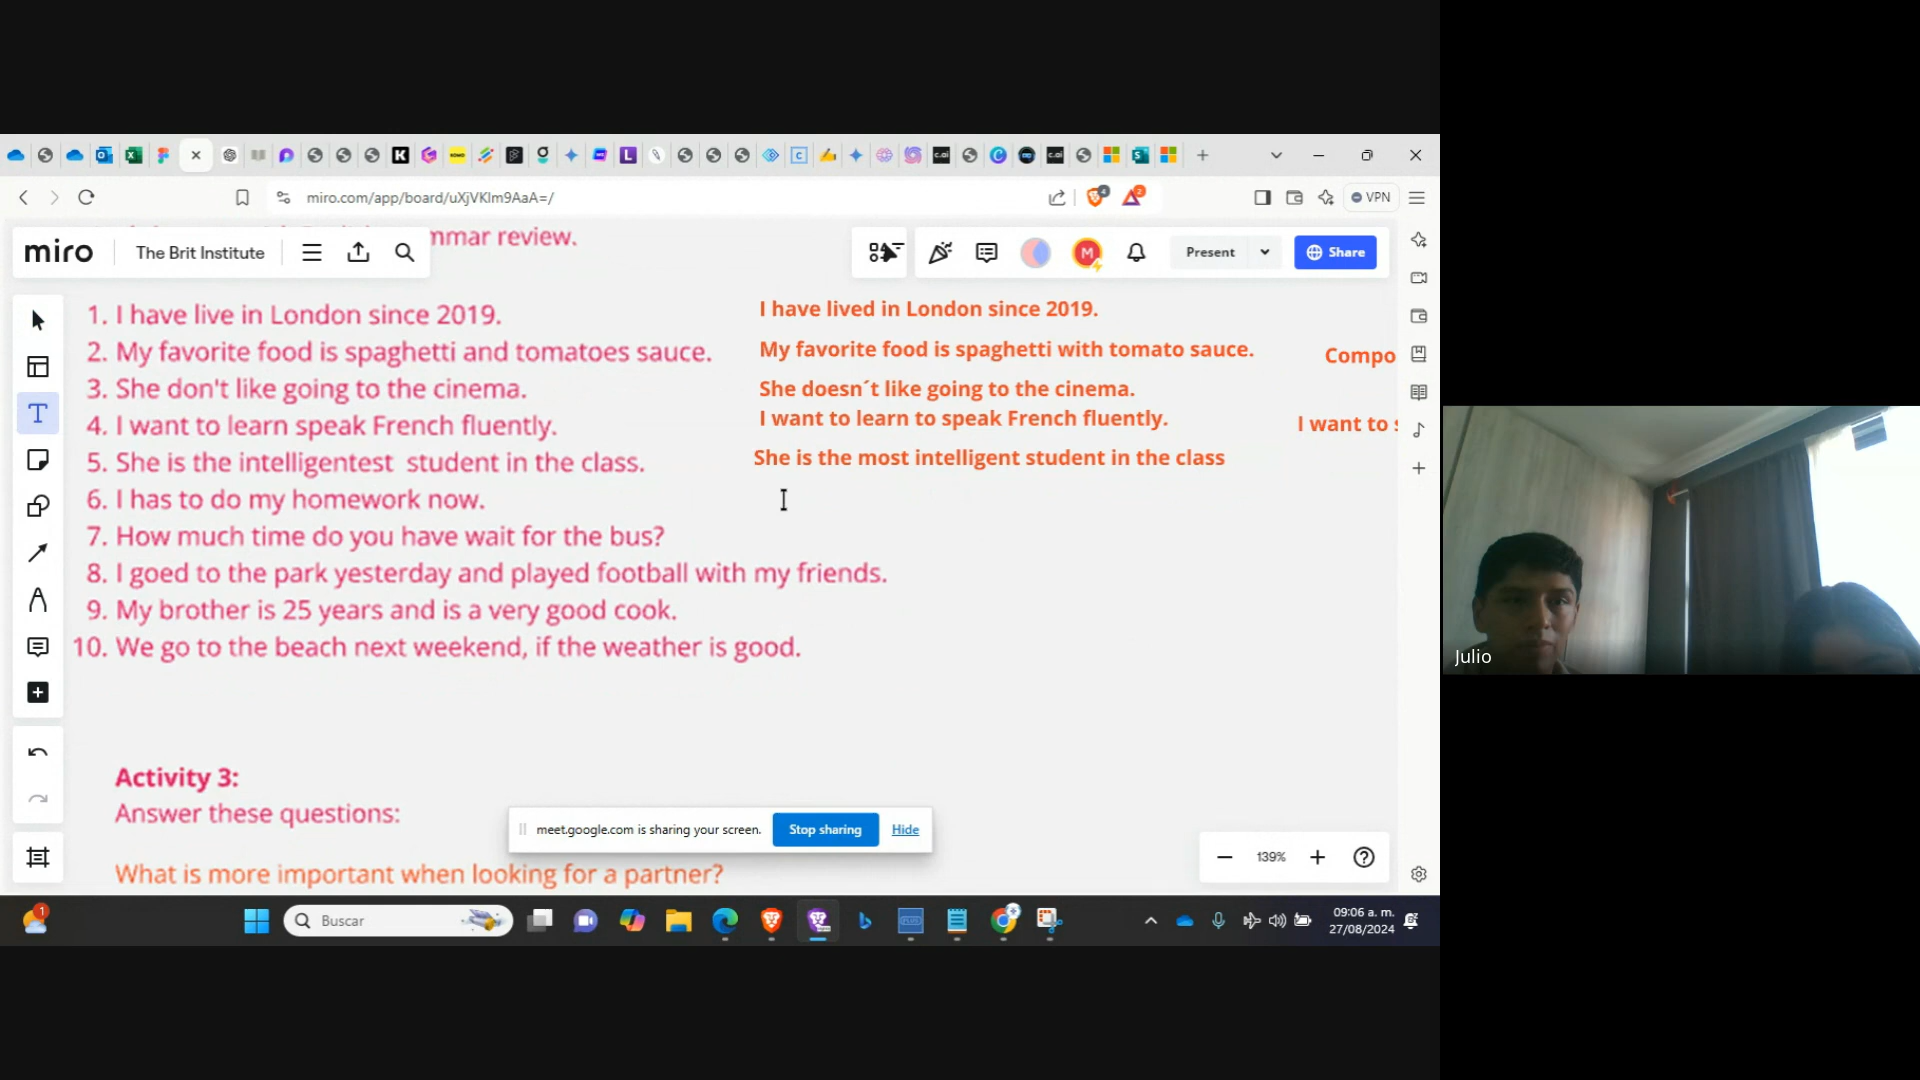 miro.com/app/board/uXjVKlm9AaA=/
VPN
mmar review.
miro
The Brit Institute
Present
Share
1. I have live in London since 2019.
I have lived in London since 2019.
2. My favorite food is spaghetti and tomatoes sauce.
My favorite food is spaghetti with tomato sauce.
Compo
3. She don't like going to the cinema.
She doesn´t like going to the cinema.
4. I want to learn speak French fluently.
I want to learn to speak French fluently.
I want to s
5. She is the intelligentest student in the class.
She is the most intelligent student in the class
6. I has to do my homework now.
7. How much time do you have wait for the bus?
8. I goed to the park yesterday and played football with my friends.
9. My brother is 25 years and is a very good cook.
10. We go to the beach next weekend, if the weather is good.
Julio
Activity 3:
Answer these questions:
meet.google.com is sharing your screen.
Stop sharing
Hide
What is more important when looking for a partner?
139%
Buscar
09:06 a. m.
27/08/2024